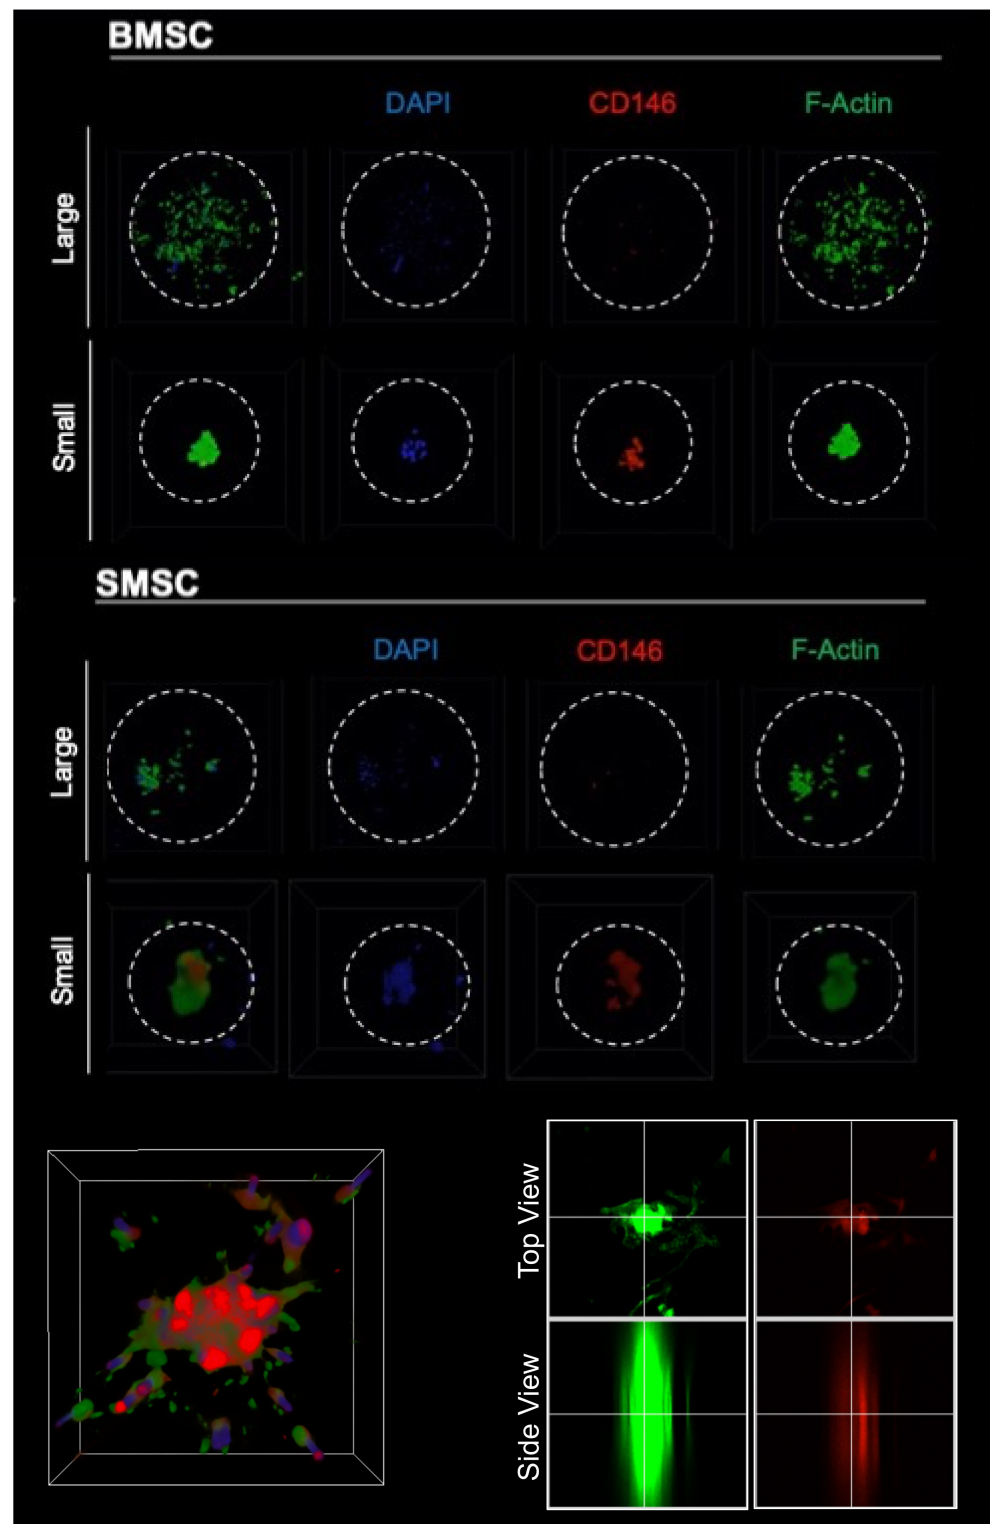 BMSC
DAPI CD146 F-Actin
Large
Small
SMSC
DAPI CD146 F-Actin
Large
Small
Top View
Side View